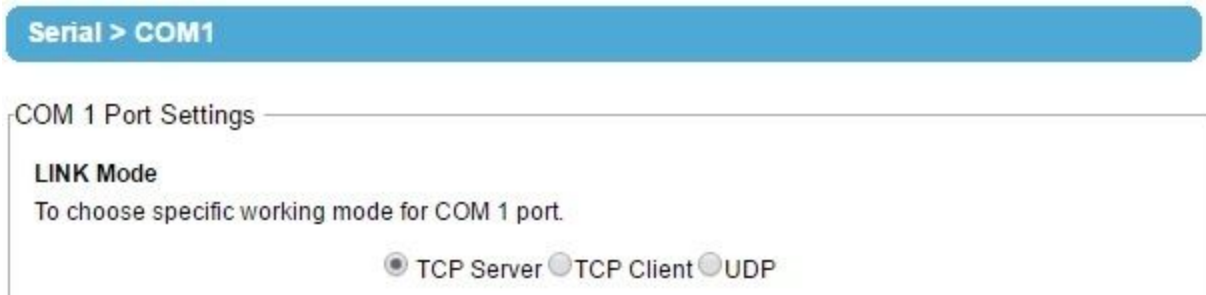 Serial > COM1
COM 1 Port Settings
LINK Mode
To choose specific working mode for COM 1 port.
TCP Server TCP Client UDP